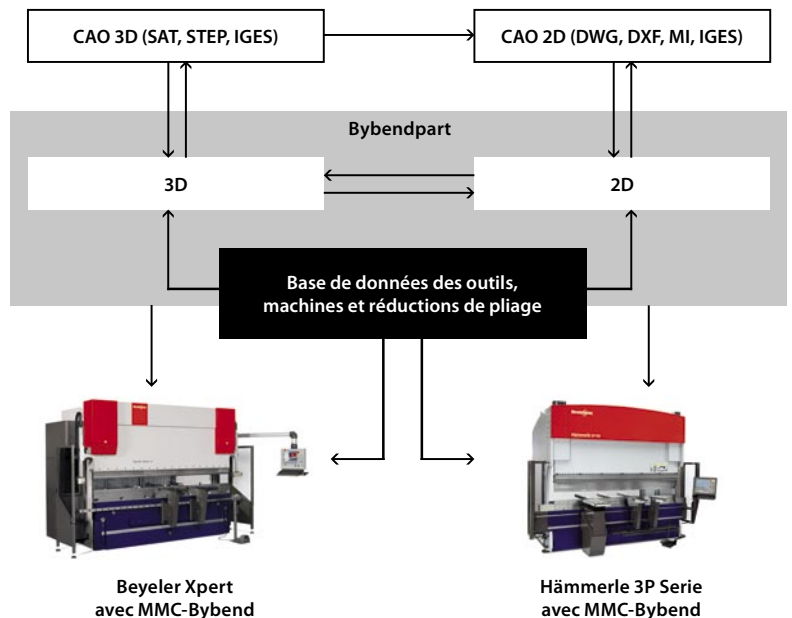 CAO 3D (SAT, STEP, IGES)
CAO 2D (DWG, DXF, MI, IGES)
Bybendpart
3D
2D
Base de données des outils,
machines et réductions de pliage
Beyeler Xpert
avec MMC-Bybend
Hämmerle 3P Serie
avec MMC-Bybend